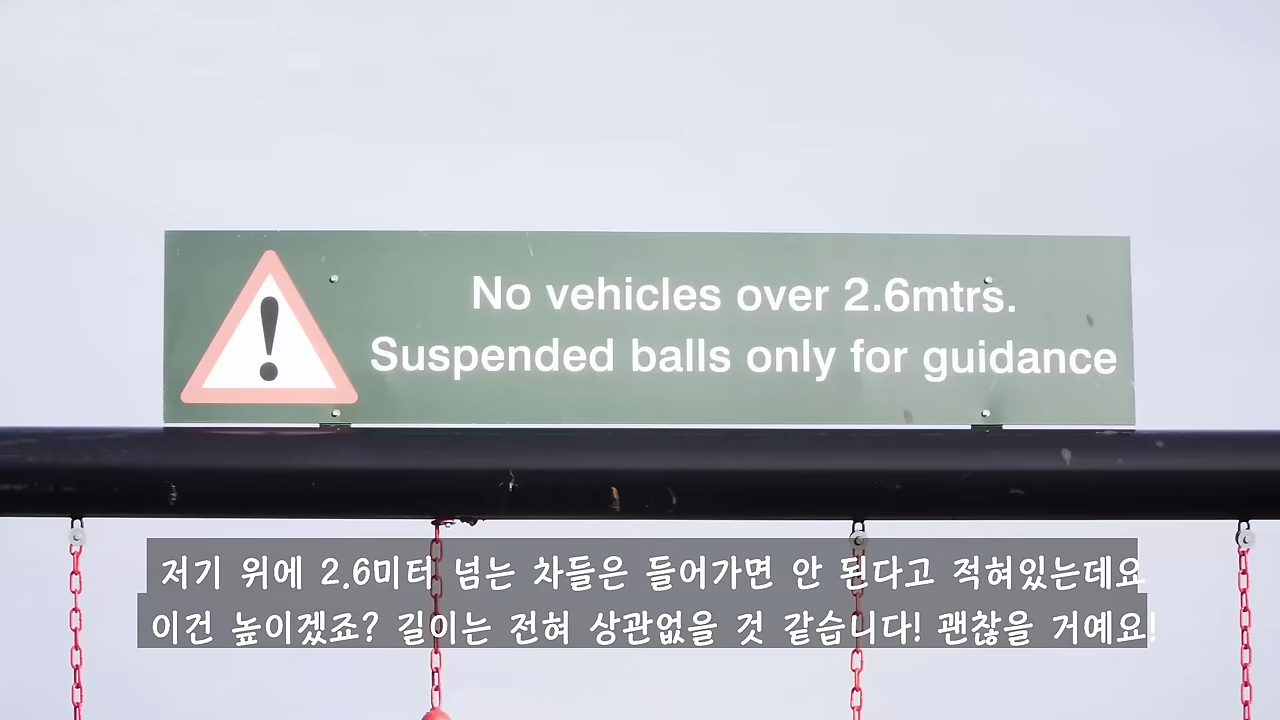 No vehicles over 2.6mtrs.
Suspended balls only for guidance
저기 위에 2.6미터 넘는 차들은 들어가면 안 된다고 적혀있는데요
이건 높이겠죠? 길이는 전혀 상관없을 것 같습니다! 괜찮을 거예요!